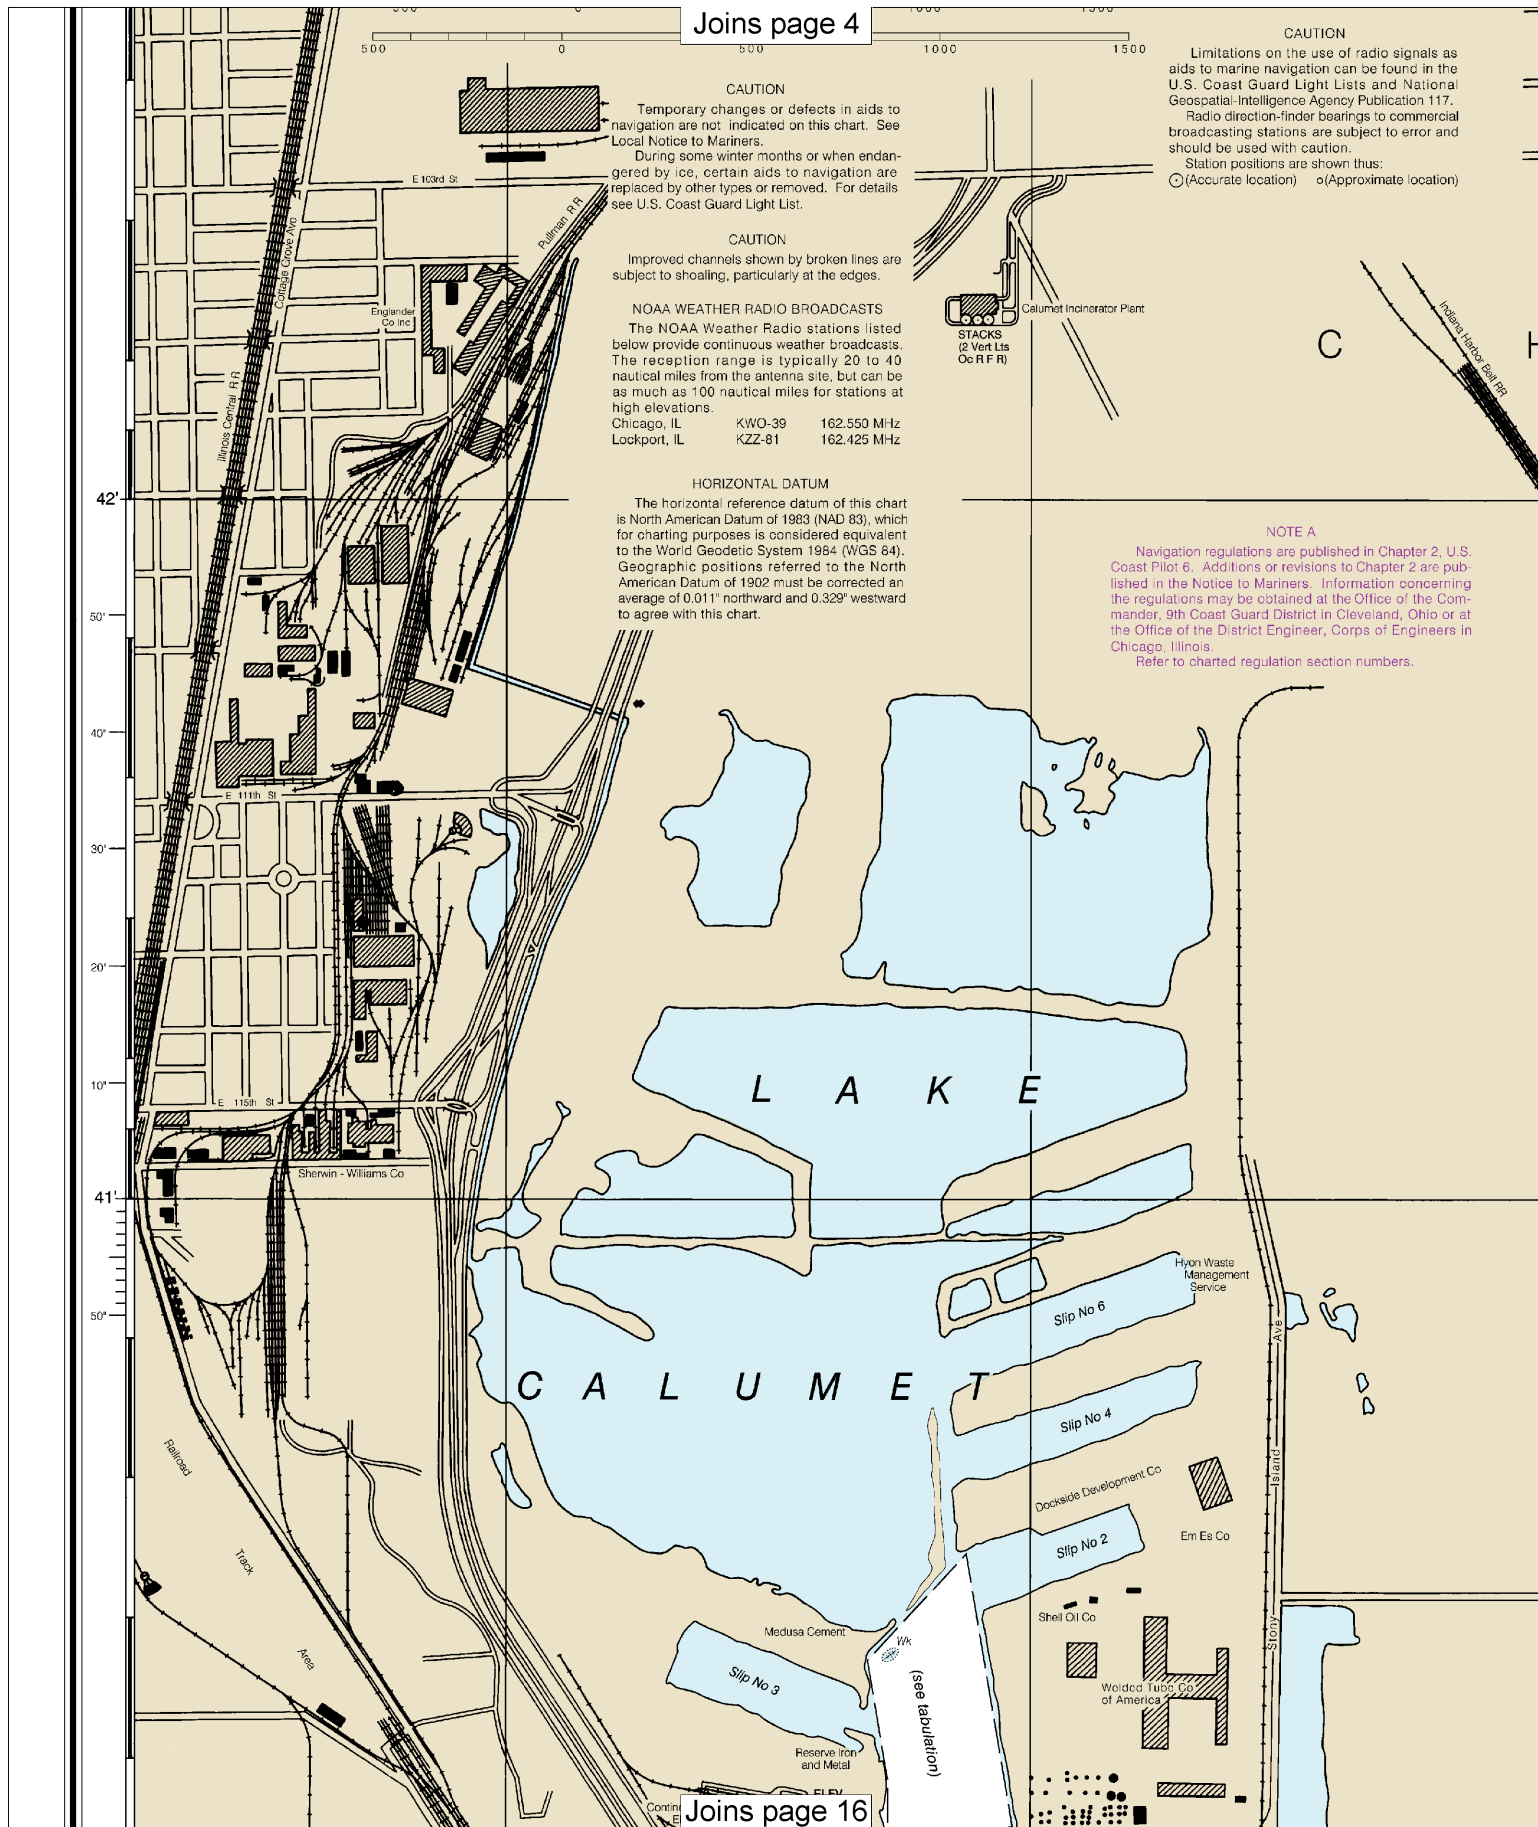 Joins page 4
500 0 1000 1500
500 0 500 1000 1500
CAUTION
Limitations on the use of radio signals as
aids to marine navigation can be found in the
U.S. Coast Guard Light Lists and National
Geospatial-Intelligence Agency Publication 117.
Radio direction-finder bearings to commercial
broadcasting stations are subject to error and
should be used with caution.
Station positions are shown thus:
(Accurate location) o(Approximate location)
CAUTION
Temporary changes or defects in aids to
navigation are not indicated on this chart. See
Local Notice to Mariners.
During some winter months or when endan-
gered by ice, certain aids to navigation are
replaced by other types or removed. For details
see U.S. Coast Guard Light List.
CAUTION
Improved channels shown by broken lines are
subject to shoaling, particularly at the edges.
NOAA WEATHER RADIO BROADCASTS
The NOAA Weather Radio stations listed
below provide continuous weather broadcasts.
The reception range is typically 20 to 40
nautical miles from the antenna site, but can be
as much as 100 nautical miles for stations at
high elevations.
Chicago, IL KWO-39 162.550 MHz
Lockport, IL KZZ-81 162.425 MHz
HORIZONTAL DATUM
The horizontal reference datum of this chart
is North American Datum of 1983 (NAD 83), which
for charting purposes is considered equivalent
to the World Geodetic System 1984 (WGS 84).
Geographic positions referred to the North
American Datum of 1902 must be corrected an
average of 0.011" northward and 0.329" westward
to agree with this chart.
E 103rd St
Pullman R R
Cottage Grove Ave
Illinois Central R R
Englander
Co Inc
Calumet Incinerator Plant
STACKS
(2 Vert Lts
Oc R F R)
Indiana Harbor Belt RR
C H
42'
NOTE A
Navigation regulations are published in Chapter 2, U.S.
Coast Pilot 6. Additions or revisions to Chapter 2 are pub-
lished in the Notice to Mariners. Information concerning
the regulations may be obtained at the Office of the Com-
mander, 9th Coast Guard District in Cleveland, Ohio or at
the Office of the District Engineer, Corps of Engineers in
Chicago, Illinois.
Refer to charted regulation section numbers.
50"
40"
E 111th St
30"
20"
10"
E 115th St
Sherwin - Williams Co
41'
50"
LAKE
CALUMET
Hyon Waste
Management
Service
Slip No 6
Slip No 4
Dockside Development Co
Slip No 2
Em Es Co
Stony Island Ave
Railroad
Track
Area
Shell Oil Co
Medusa Cement
Wk
Slip No 3
(see tabulation)
Welded Tube Co
of America
Reserve Iron
and Metal
ELEV
Joins page 16